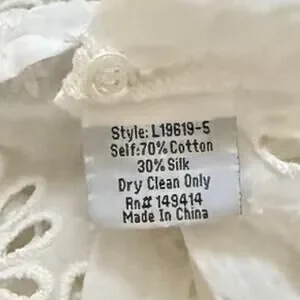 Style: L19619-5
Self:70% Cotton
30% Silk
Dry Clean Only
Rn# 149414
Made In China